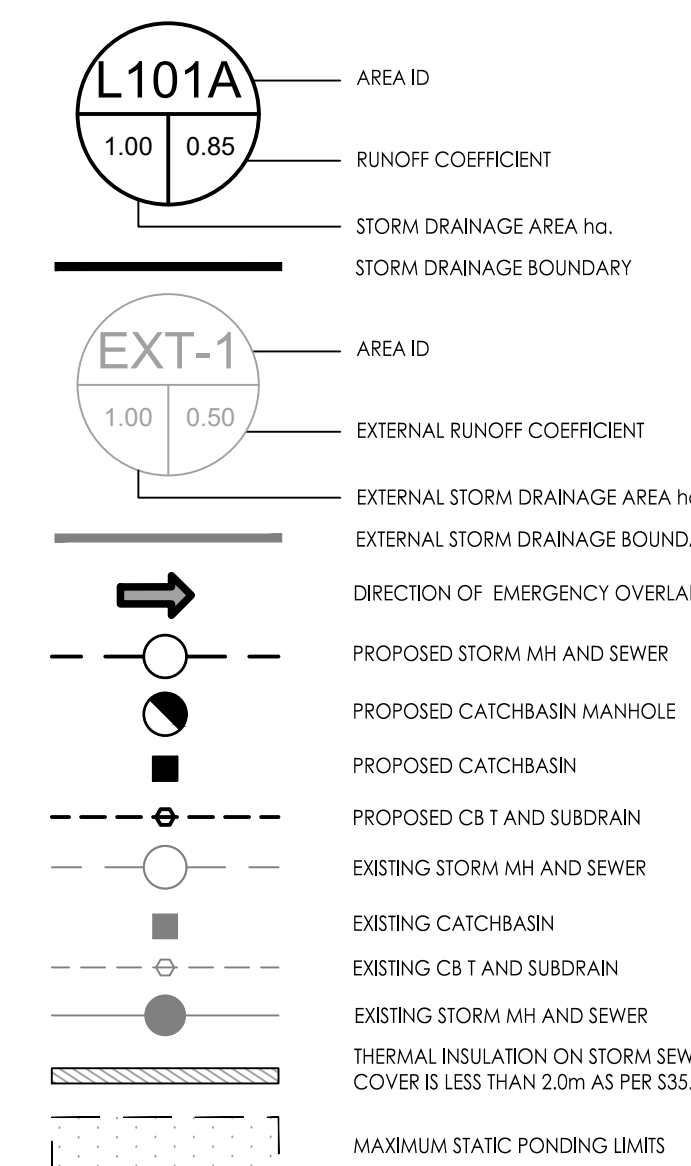 L101A
AREA ID
1.00 0.85
RUNOFF COEFFICIENT
STORM DRAINAGE AREA ha.
STORM DRAINAGE BOUNDARY
EXT-1
AREA ID
1.00 0.50
EXTERNAL RUNOFF COEFFICIENT
EXTERNAL STORM DRAINAGE AREA
EXTERNAL STORM DRAINAGE
DIRECTION OF EMERGENCY
PROPOSED STORM MH AND SEWER
PROPOSED CATCHBASIN MANHOLE
PROPOSED CATCHBASIN
PROPOSED CB T AND SUBDRAIN
EXISTING STORM MH AND SEWER
EXISTING CATCHBASIN
EXISTING CB T AND SUBDRAIN
EXISTING STORM MH AND SEWER
THERMAL INSULATION ON STORM
COVER IS LESS THAN 2.0m AS PER S35.
MAXIMUM STATIC PONDING LIMITS